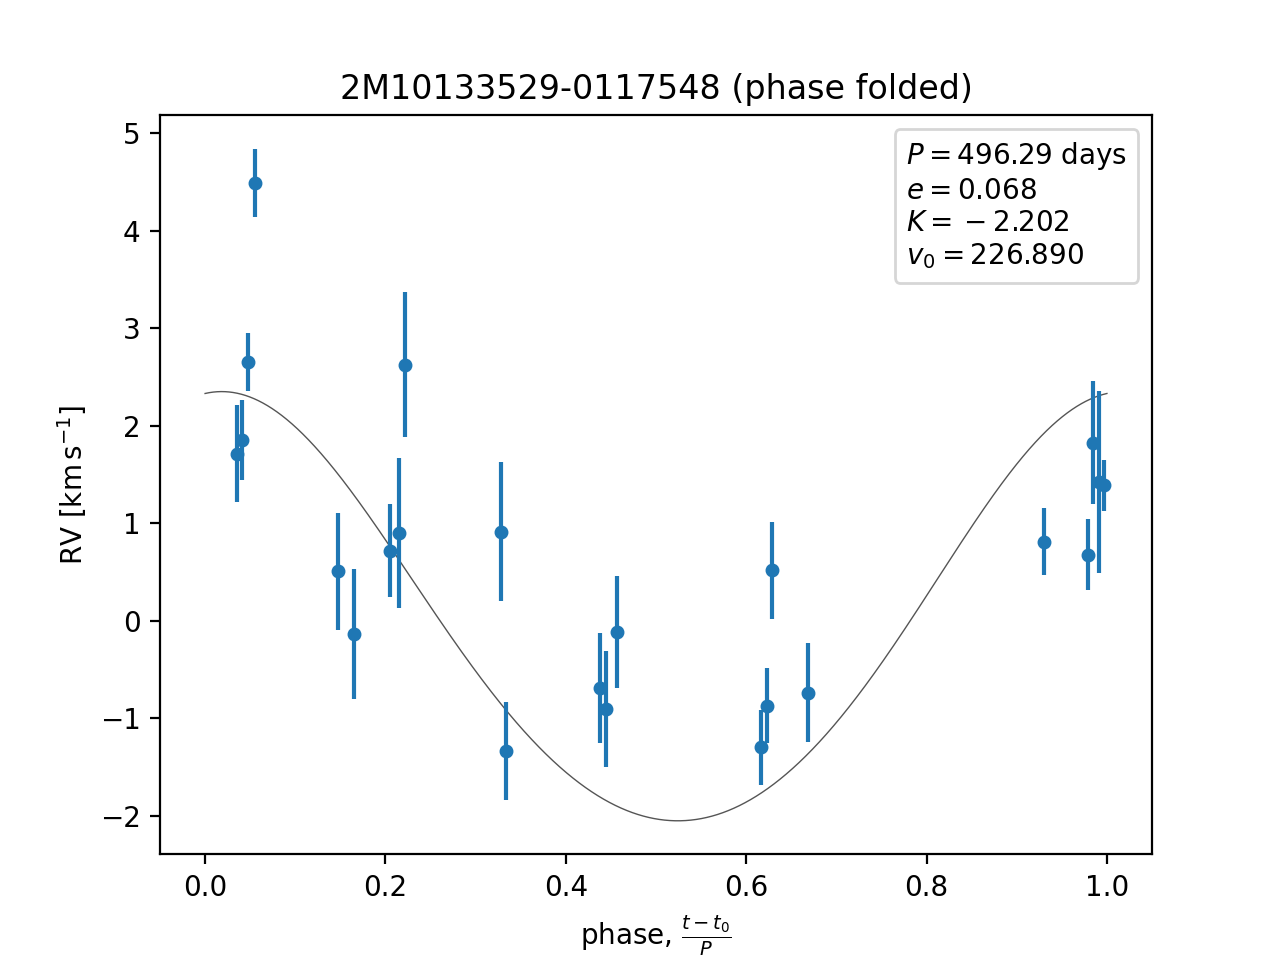 2M10133529-0117548 (phase folded)
P = 496.29 days
e = 0.068
K = −2.202
v₀ = 226.890
RV [km s⁻¹]
5
4
3
2
1
0
−1
−2
0.0 0.2 0.4 0.6 0.8 1.0
phase, (t − t₀)/P